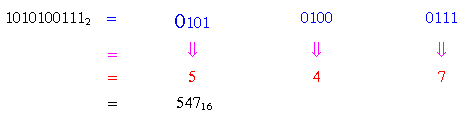 1010100111₂ = 0101 0100 0111
= ⇓ ⇓ ⇓
= 5 4 7
= 547₁₆